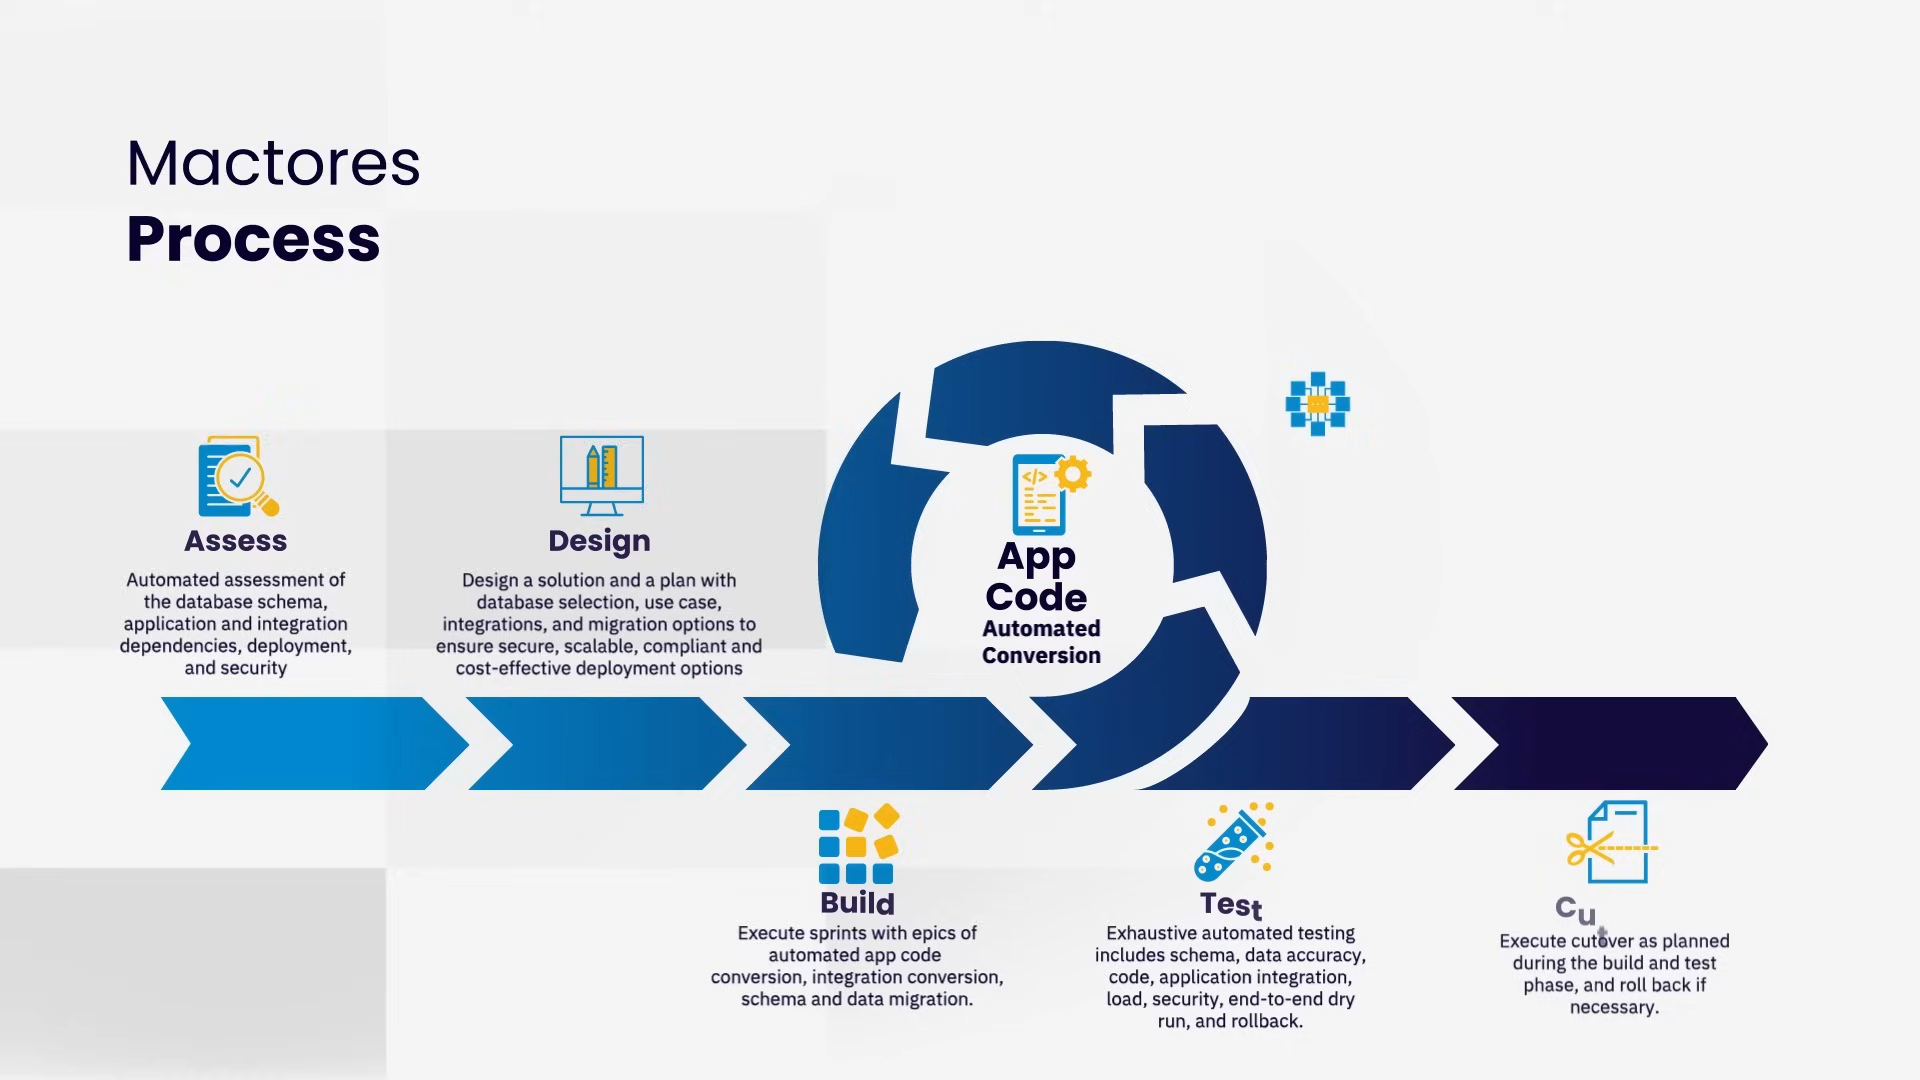 Mactores
Process
Assess
Automated assessment of
the database schema,
application and integration
dependencies, deployment,
and security
Design
Design a solution and a plan with
database selection, use case,
integrations, and migration options to
ensure secure, scalable, compliant and
cost-effective deployment options
</>
App
Code
Automated
Conversion
Build
Execute sprints with epics of
automated app code
conversion, integration conversion,
schema and data migration.
Test
Exhaustive automated testing
includes schema, data accuracy,
code, application integration,
load, security, end-to-end dry
run, and rollback.
Cut
Execute cutover as planned
during the build and test
phase, and roll back if
necessary.